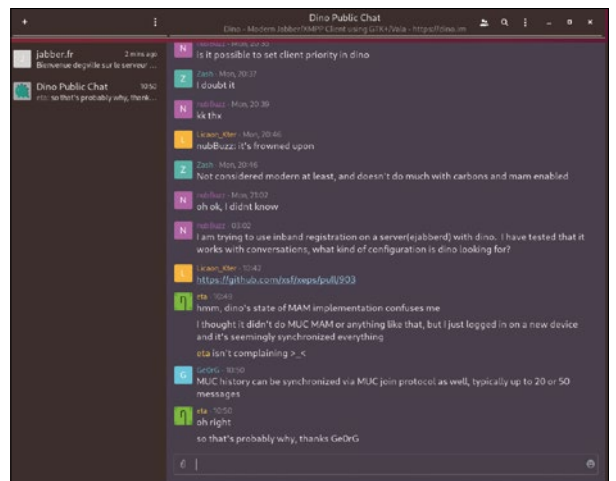 Dino Public Chat
Dino - Modern Jabber/XMPP Client using GTK+/Vala - https://dino.im
jabber.fr 2 mins ago
Bienvenue degville sur le serveur ...
Dino Public Chat 10:50
eta: so that's probably why, thank...
nubBuzz - Mon, 20:35
Is it possible to set client priority in dino
Z
Zash - Mon, 20:37
I doubt it
N
nubBuzz - Mon, 20:39
kk thx
L
Licaon_Kter - Mon, 20:46
nubBuzz: it's frowned upon
Z
Zash - Mon, 20:46
Not considered modern at least, and doesn't do much with carbons and mam enabled
N
nubBuzz - Mon, 21:02
oh ok, I didnt know
N
nubBuzz - 03:02
I am trying to use inband registration on a server(ejabberd) with dino. I have tested that it
works with conversations, what kind of configuration is dino looking for?
L
Licaon_Kter - 10:42
https://github.com/xsf/xeps/pull/903
eta - 10:49
hmm, dino's state of MAM implementation confuses me
I thought it didn't do MUC MAM or anything like that, but I just logged in on a new device
and it's seemingly synchronized everything
eta isn't complaining >_<
G
Ge0rG - 10:50
MUC history can be synchronized via MUC join protocol as well, typically up to 20 or 50
messages
eta - 10:50
oh right
so that's probably why, thanks Ge0rG